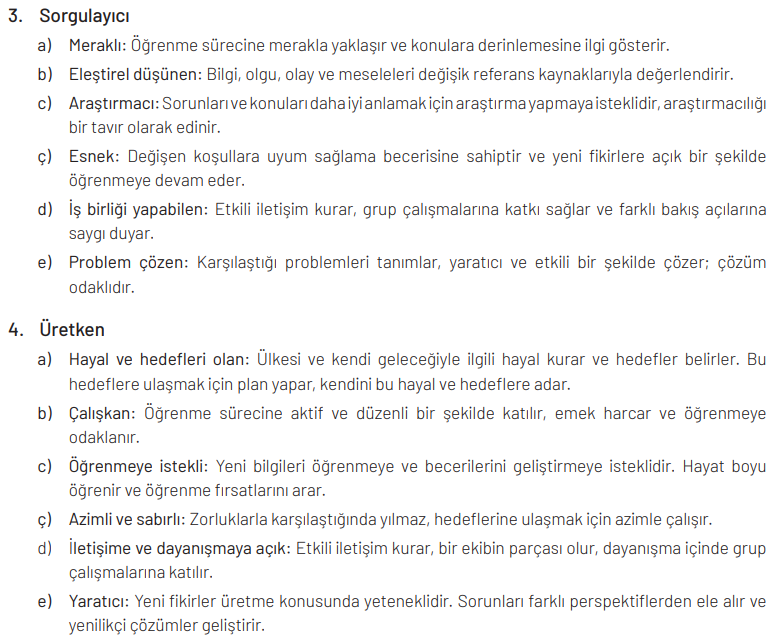 3. Sorgulayıcı
a) Meraklı: Öğrenme sürecine merakla yaklaşır ve konulara derinlemesine ilgi gösterir.
b) Eleştirel düşünen: Bilgi, olgu, olay ve meseleleri değişik referans kaynaklarıyla değerlendirir.
c) Araştırmacı: Sorunları ve konuları daha iyi anlamak için araştırma yapmaya isteklidir, araştırmacılığı
bir tavır olarak edinir.
ç) Esnek: Değişen koşullara uyum sağlama becerisine sahiptir ve yeni fikirlere açık bir şekilde
öğrenmeye devam eder.
d) İş birliği yapabilen: Etkili iletişim kurar, grup çalışmalarına katkı sağlar ve farklı bakış açılarına
saygı duyar.
e) Problem çözen: Karşılaştığı problemleri tanımlar, yaratıcı ve etkili bir şekilde çözer; çözüm
odaklıdır.
4. Üretken
a) Hayal ve hedefleri olan: Ülkesi ve kendi geleceğiyle ilgili hayal kurar ve hedefler belirler. Bu
hedeflere ulaşmak için plan yapar, kendini bu hayal ve hedeflere adar.
b) Çalışkan: Öğrenme sürecine aktif ve düzenli bir şekilde katılır, emek harcar ve öğrenmeye
odaklanır.
c) Öğrenmeye istekli: Yeni bilgileri öğrenmeye ve becerilerini geliştirmeye isteklidir. Hayat boyu
öğrenir ve öğrenme fırsatlarını arar.
ç) Azimli ve sabırlı: Zorluklarla karşılaştığında yılmaz, hedeflerine ulaşmak için azimle çalışır.
d) İletişime ve dayanışmaya açık: Etkili iletişim kurar, bir ekibin parçası olur, dayanışma içinde grup
çalışmalarına katılır.
e) Yaratıcı: Yeni fikirler üretme konusunda yeteneklidir. Sorunları farklı perspektiflerden ele alır ve
yenilikçi çözümler geliştirir.